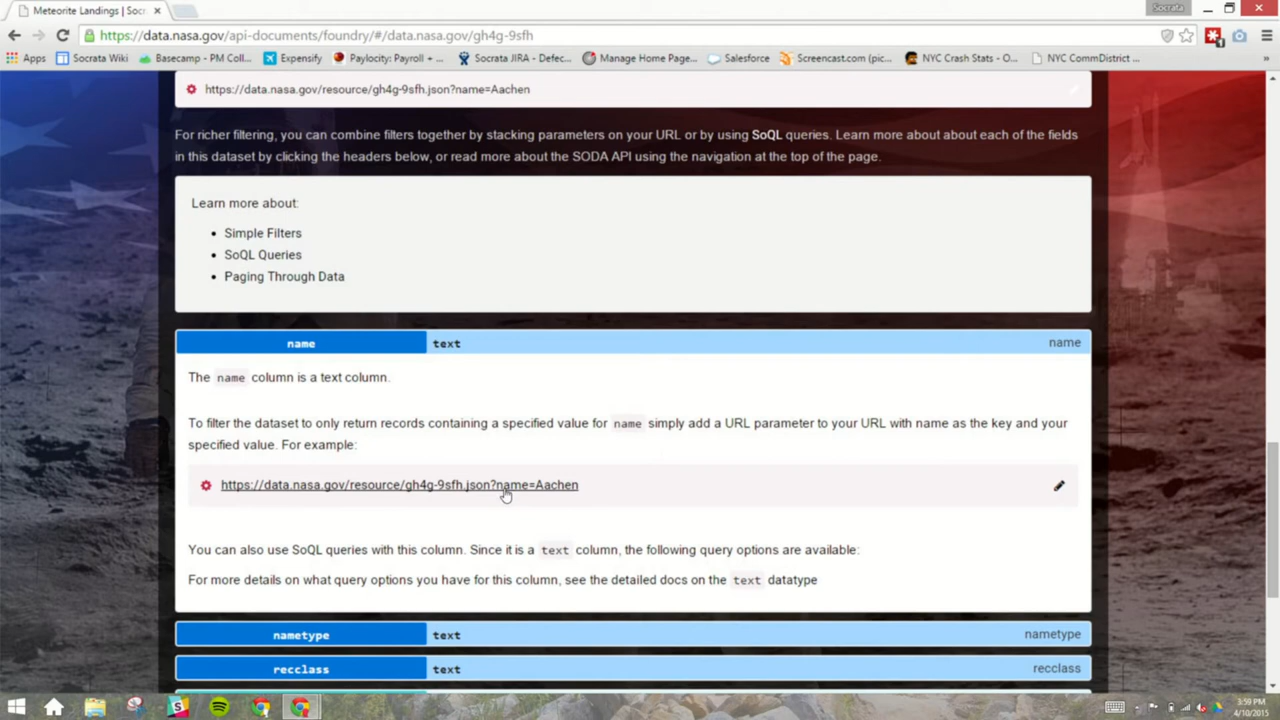 Meteorite Landings | Socr
Socrata
https://data.nasa.gov/api-documents/foundry/#/data.nasa.gov/gh4g-9sfh
Apps Socrata Wiki Basecamp - PM Coll... Expensify Paylocity: Payroll + ... Socrata JIRA - Defec... Manage Home Page... Salesforce Screencast.com (pic... NYC Crash Stats - O... NYC CommDistrict ... »
https://data.nasa.gov/resource/gh4g-9sfh.json?name=Aachen
For richer filtering, you can combine filters together by stacking parameters on your URL or by using SoQL queries. Learn more about about each of the fields
in this dataset by clicking the headers below, or read more about the SODA API using the navigation at the top of the page.
Learn more about:
• Simple Filters
• SoQL Queries
• Paging Through Data
name text name
The name column is a text column.
To filter the dataset to only return records containing a specified value for name simply add a URL parameter to your URL with name as the key and your
specified value. For example:
https://data.nasa.gov/resource/gh4g-9sfh.json?name=Aachen
You can also use SoQL queries with this column. Since it is a text column, the following query options are available:
For more details on what query options you have for this column, see the detailed docs on the text datatype
nametype text nametype
recclass text recclass
3:59 PM
4/10/2015